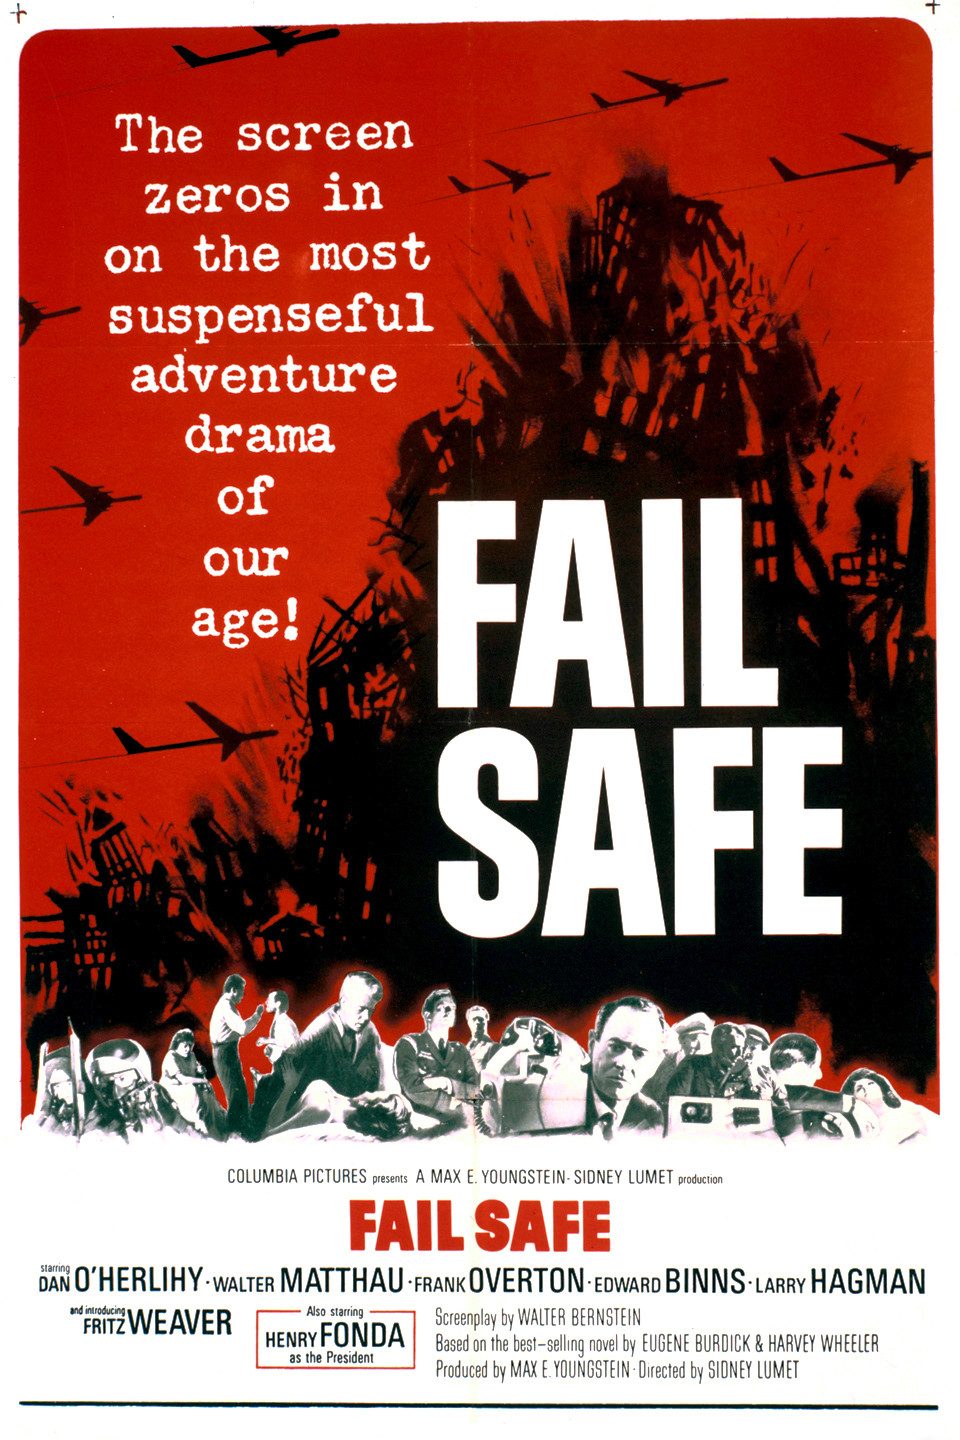 The screen
zeros in
on the most
suspenseful
adventure
drama
of
our
age!
FAIL
SAFE
COLUMBIA PICTURES presents A MAX E. YOUNGSTEIN-SIDNEY LUMET production
FAIL SAFE
starring DAN O'HERLIHY · WALTER MATTHAU · FRANK OVERTON · EDWARD BINNS · LARRY HAGMAN
and introducing FRITZ WEAVER
Also starring
HENRY FONDA
as the President
Screenplay by WALTER BERNSTEIN
Based on the best-selling novel by EUGENE BURDICK & HARVEY WHEELER
Produced by MAX E. YOUNGSTEIN · Directed by SIDNEY LUMET